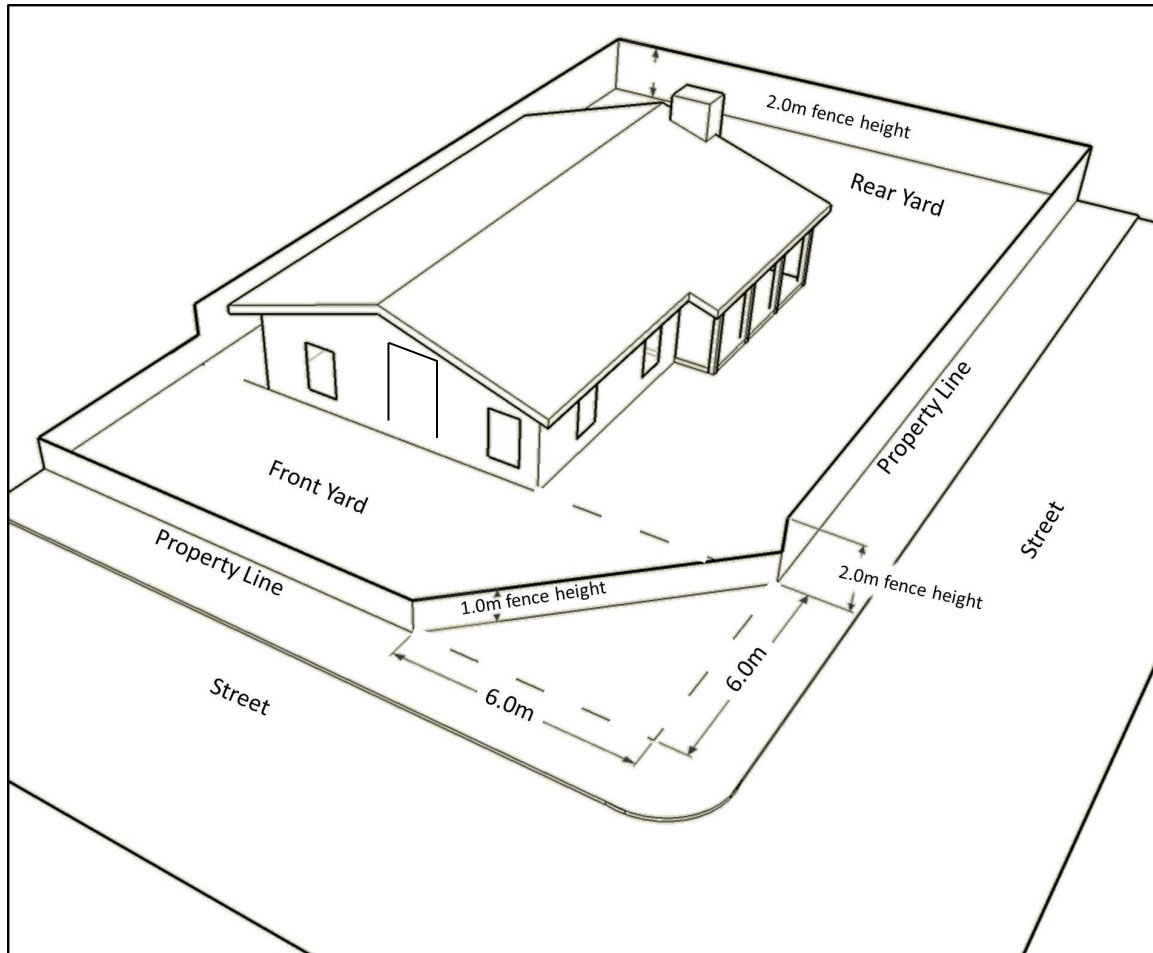 2.0m fence height
Rear Yard
Property Line
Front Yard
Street
Property Line
2.0m fence height
1.0m fence height
6.0m
6.0m
Street